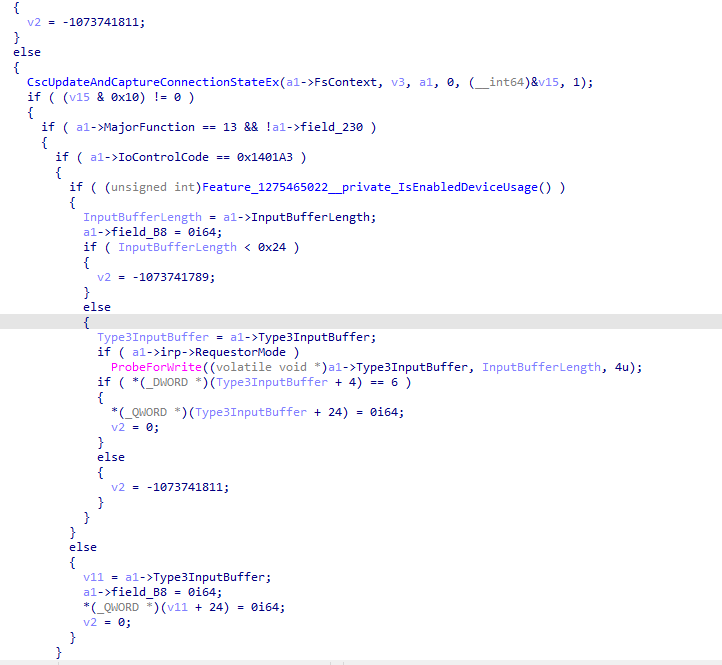 {
v2 = -1073741811;
}
else
{
CscUpdateAndCaptureConnectionStateEx(a1->FsContext, v3, a1, 0, (__int64)&v15, 1);
if ( (v15 & 0x10) != 0 )
{
if ( a1->MajorFunction == 13 && !a1->field_230 )
{
if ( a1->IoControlCode == 0x1401A3 )
{
if ( (unsigned int)Feature_1275465022__private_IsEnabledDeviceUsage() )
{
InputBufferLength = a1->InputBufferLength;
a1->field_B8 = 0i64;
if ( InputBufferLength < 0x24 )
{
v2 = -1073741789;
}
else
{
Type3InputBuffer = a1->Type3InputBuffer;
if ( a1->irp->RequestorMode )
ProbeForWrite((volatile void *)a1->Type3InputBuffer, InputBufferLength, 4u);
if ( *(_DWORD *)(Type3InputBuffer + 4) == 6 )
{
*(_QWORD *)(Type3InputBuffer + 24) = 0i64;
v2 = 0;
}
else
{
v2 = -1073741811;
}
}
}
else
{
v11 = a1->Type3InputBuffer;
a1->field_B8 = 0i64;
*(_QWORD *)(v11 + 24) = 0i64;
v2 = 0;
}
}